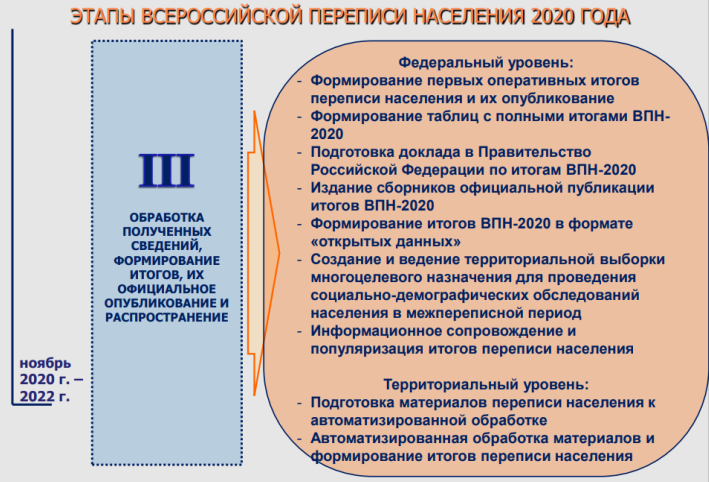 ЭТАПЫ ВСЕРОССИЙСКОЙ ПЕРЕПИСИ НАСЕЛЕНИЯ 2020 ГОДА
III
ОБРАБОТКА
ПОЛУЧЕННЫХ
СВЕДЕНИЙ,
ФОРМИРОВАНИЕ
ИТОГОВ, ИХ
ОФИЦИАЛЬНОЕ
ОПУБЛИКОВАНИЕ И
РАСПРОСТРАНЕНИЕ
ноябрь
2020 г. –
2022 г.
Федеральный уровень:
- Формирование первых оперативных итогов
переписи населения и их опубликование
- Формирование таблиц с полными итогами ВПН-
2020
- Подготовка доклада в Правительство
Российской Федерации по итогам ВПН-2020
- Издание сборников официальной публикации
итогов ВПН-2020
- Формирование итогов ВПН-2020 в формате
«открытых данных»
- Создание и ведение территориальной выборки
многоцелевого назначения для проведения
социально-демографических обследований
населения в межпереписной период
- Информационное сопровождение и
популяризация итогов переписи населения
Территориальный уровень:
- Подготовка материалов переписи населения к
автоматизированной обработке
- Автоматизированная обработка материалов и
формирование итогов переписи населения